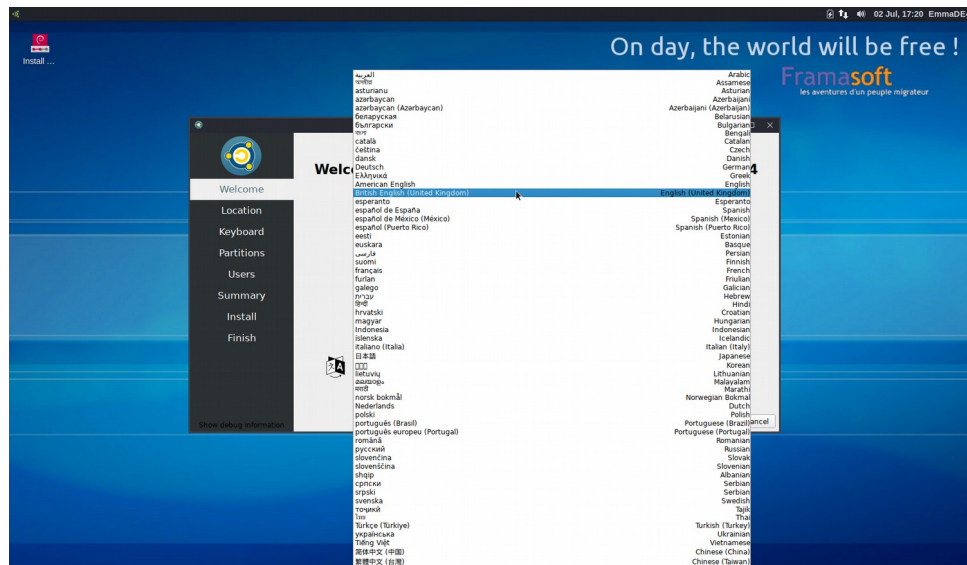 02 Jul, 17:20 EmmaDE
Install ...
On day, the world will be free !
Framasoft
les aventures d'un peuple migrateur
Welcome
Location
Keyboard
Partitions
Users
Summary
Install
Finish
Show debug information
العربية Arabic
অসমীয়া Assamese
asturianu Asturian
azərbaycan Azerbaijani
azərbaycan (Azərbaycan) Azerbaijani (Azerbaijan)
беларуская Belarusian
български Bulgarian
বাংলা Bengali
català Catalan
čeština Czech
dansk Danish
Deutsch German
Ελληνικά Greek
American English English
British English (United Kingdom) English (United Kingdom)
esperanto Esperanto
español de España Spanish
español de México (México) Spanish (Mexico)
español (Puerto Rico) Spanish (Puerto Rico)
eesti Estonian
euskara Basque
فارسی Persian
suomi Finnish
français French
furlan Friulian
galego Galician
עברית Hebrew
हिन्दी Hindi
hrvatski Croatian
magyar Hungarian
Indonesia Indonesian
íslenska Icelandic
italiano (Italia) Italian (Italy)
日本語 Japanese
Korean
lietuvių Lithuanian
മലയാളം Malayalam
मराठी Marathi
norsk bokmål Norwegian Bokmal
Nederlands Dutch
polski Polish
português (Brasil) Portuguese (Brazil)
português europeu (Portugal) Portuguese (Portugal)
română Romanian
русский Russian
slovenčina Slovak
slovenščina Slovenian
shqip Albanian
српски Serbian
srpski Serbian
svenska Swedish
тоҷикӣ Tajik
ไทย Thai
Türkçe (Türkiye) Turkish (Turkey)
українська Ukrainian
Tiếng Việt Vietnamese
简体中文 (中国) Chinese (China)
繁體中文 (台灣) Chinese (Taiwan)